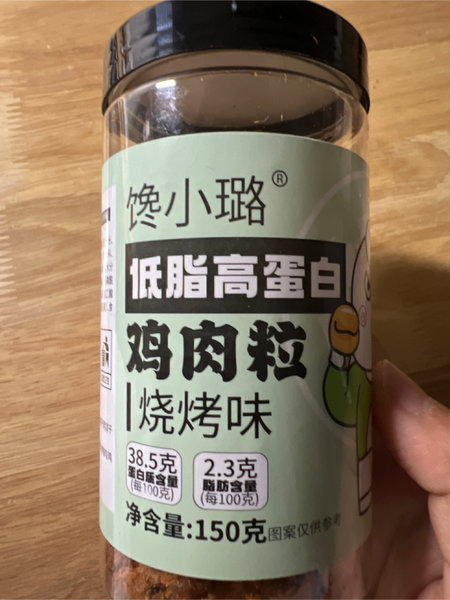 馋小璐®
低脂高蛋白
鸡肉粒
烧烤味
38.5克
蛋白质含量
(每100克)
2.3克
脂肪含量
(每100克)
净含量:150克
图案仅供参考